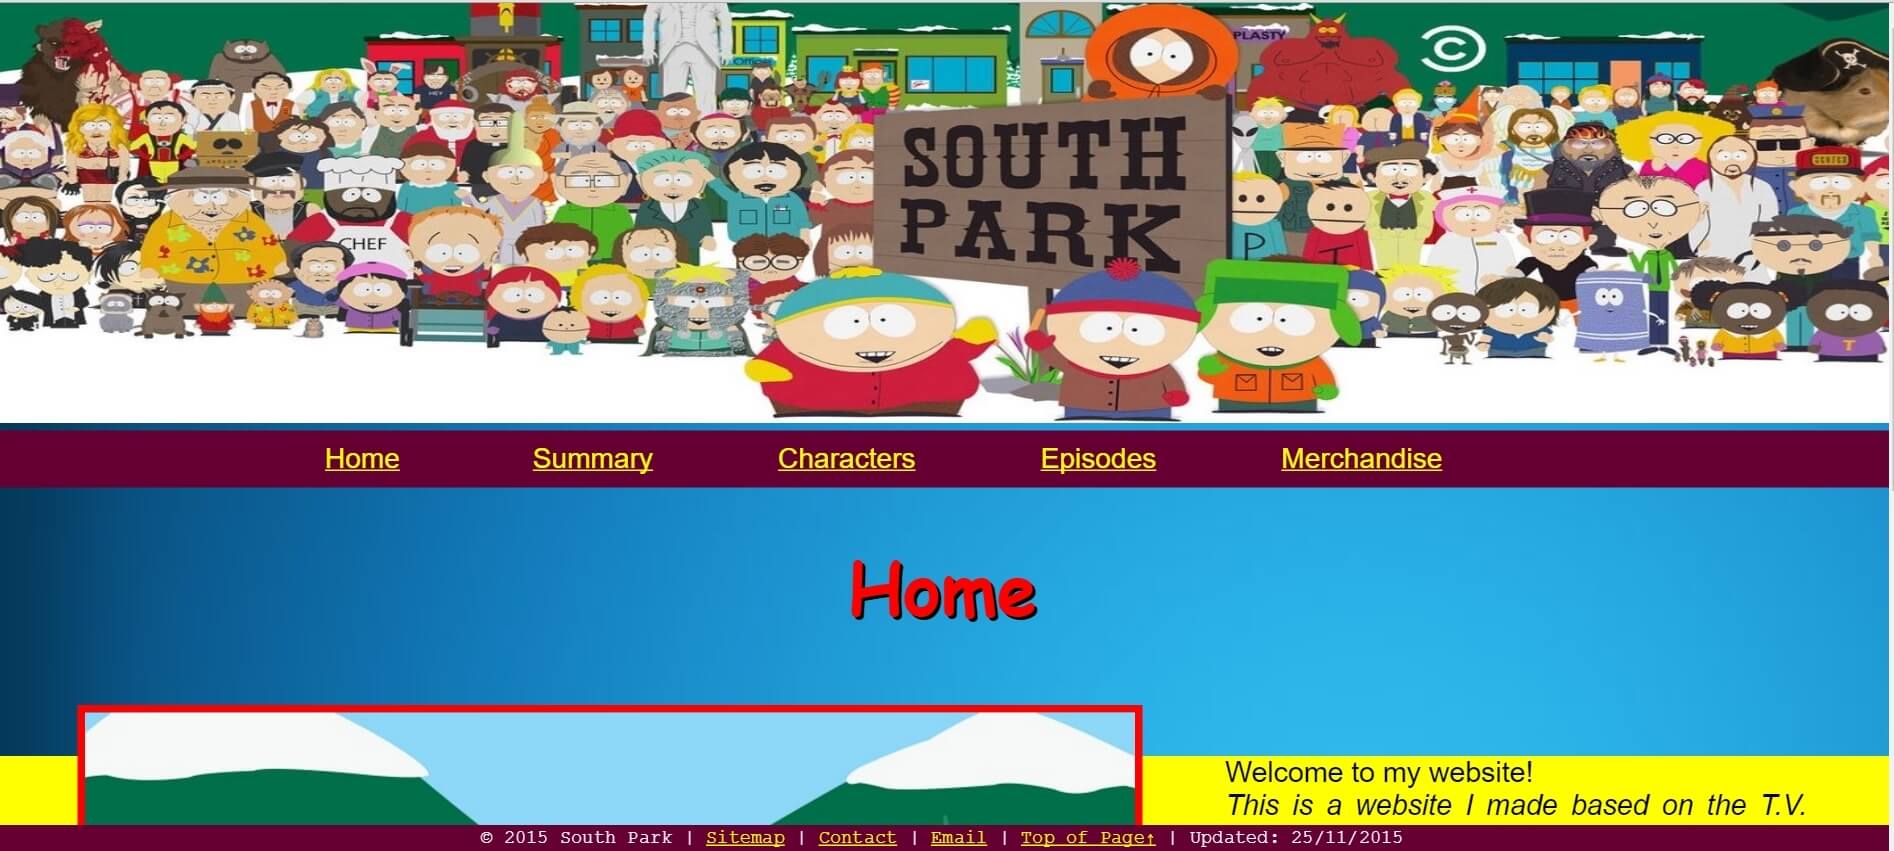 PLASTY
HEY
SOUTH
PARK
CHEF
P
T
T
Home Summary Characters Episodes Merchandise
Home
Welcome to my website!
This is a website I made based on the T.V.
© 2015 South Park | Sitemap | Contact | Email | Top of Page↑ | Updated: 25/11/2015